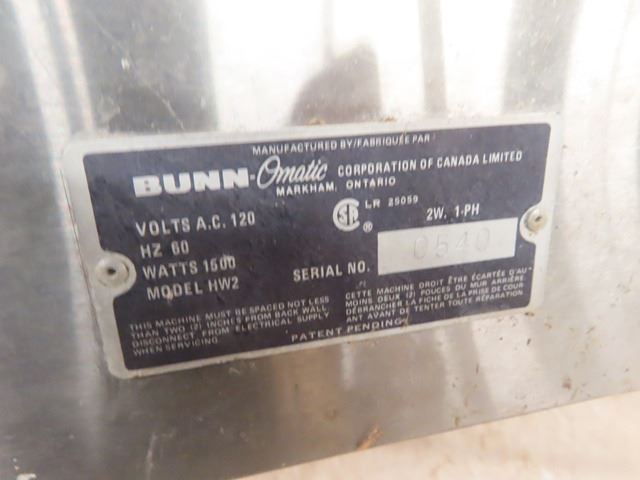 MANUFACTURED BY/FABRIQUÉE PAR
BUNN-Omatic CORPORATION OF CANADA LIMITED
MARKHAM, ONTARIO
VOLTS A.C. 120
HZ 60
WATTS 1500
MODEL HW2
SA ® LR 25059
2W. 1-PH
SERIAL NO. 0540
THIS MACHINE MUST BE SPACED NOT LESS
THAN TWO (2) INCHES FROM BACK WALL.
DISCONNECT FROM ELECTRICAL SUPPLY
WHEN SERVICING.
CETTE MACHINE DROIT ÊTRE ÉCARTÉE D'AU
MOINS DEUX (2) POUCES DU MUR ARRIÈRE.
DÉBRANCHER LA FICHE DE LA PRISE DE COUR-
ANT AVANT DE TENTER TOUTE RÉPARATION
PATENT PENDING